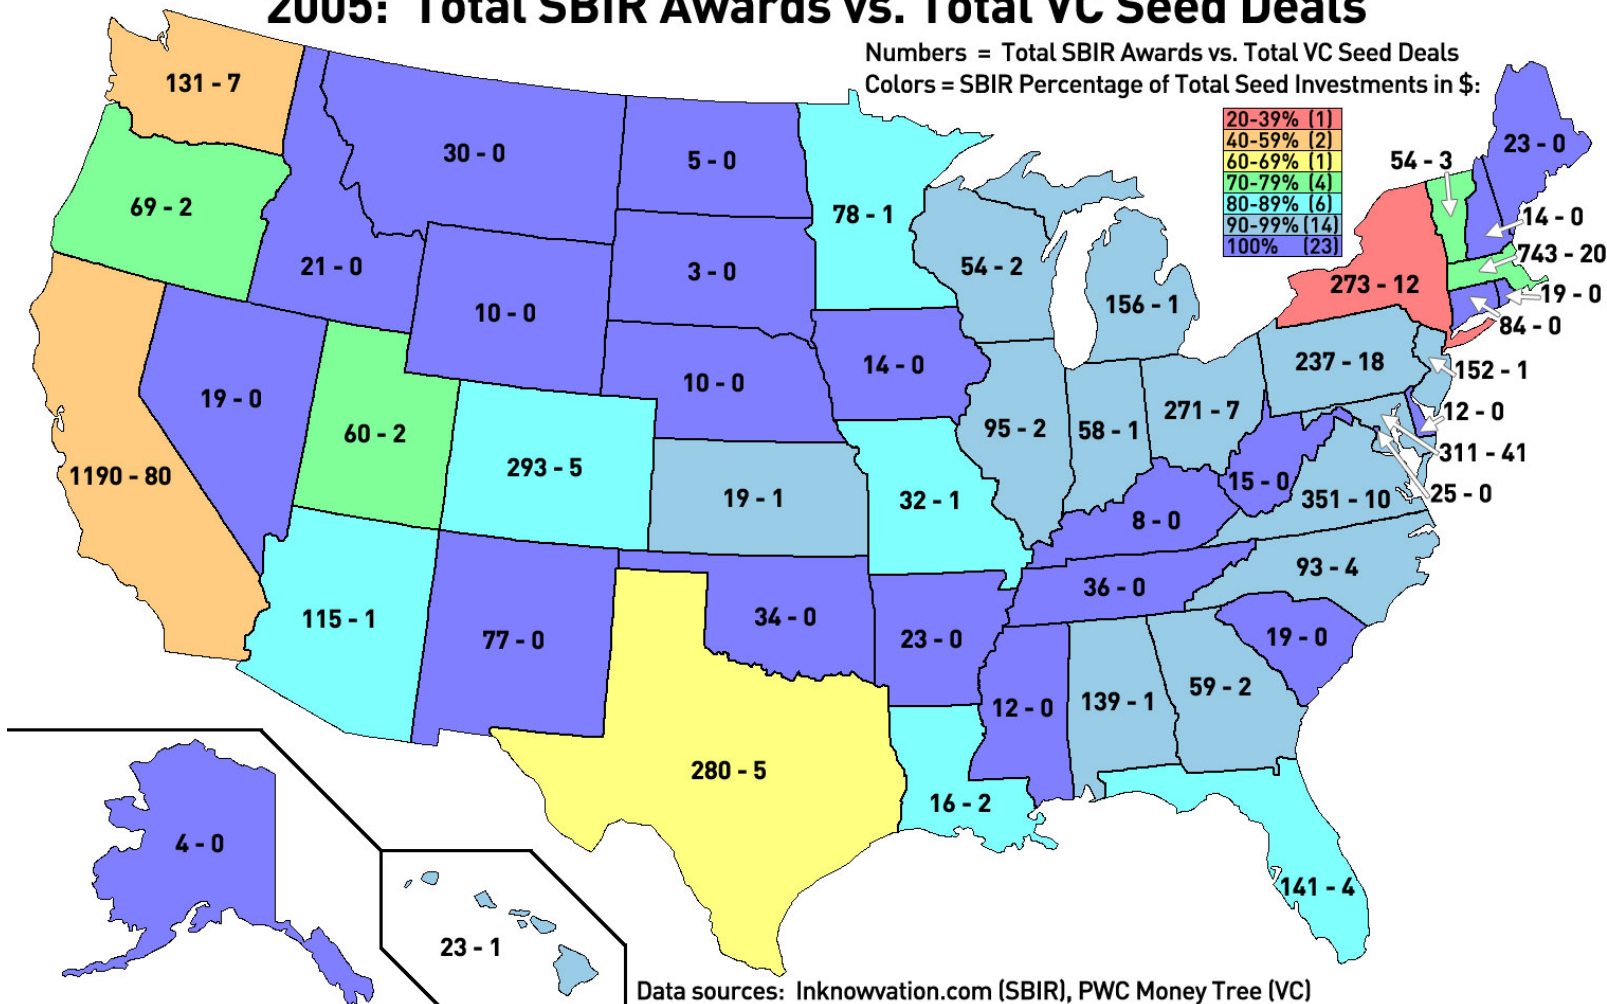 2005: Total SBIR Awards vs. Total VC Seed Deals
Numbers = Total SBIR Awards vs. Total VC Seed Deals
Colors = SBIR Percentage of Total Seed Investments in $:
20-39% (1)
40-59% (2)
60-69% (1)
70-79% (4)
80-89% (6)
90-99% (14)
100% (23)
131 - 7
30 - 0
5 - 0
78 - 1
54 - 3
23 - 0
69 - 2
21 - 0
10 - 0
3 - 0
54 - 2
156 - 1
273 - 12
14 - 0
743 - 20
19 - 0
84 - 0
1190 - 80
19 - 0
60 - 2
293 - 5
10 - 0
14 - 0
95 - 2
58 - 1
271 - 7
237 - 18
152 - 1
12 - 0
311 - 41
25 - 0
19 - 1
32 - 1
8 - 0
15 - 0
351 - 10
115 - 1
77 - 0
34 - 0
23 - 0
36 - 0
93 - 4
280 - 5
16 - 2
12 - 0
139 - 1
59 - 2
19 - 0
141 - 4
4 - 0
23 - 1
Data sources: Inknowvation.com (SBIR), PWC Money Tree (VC)